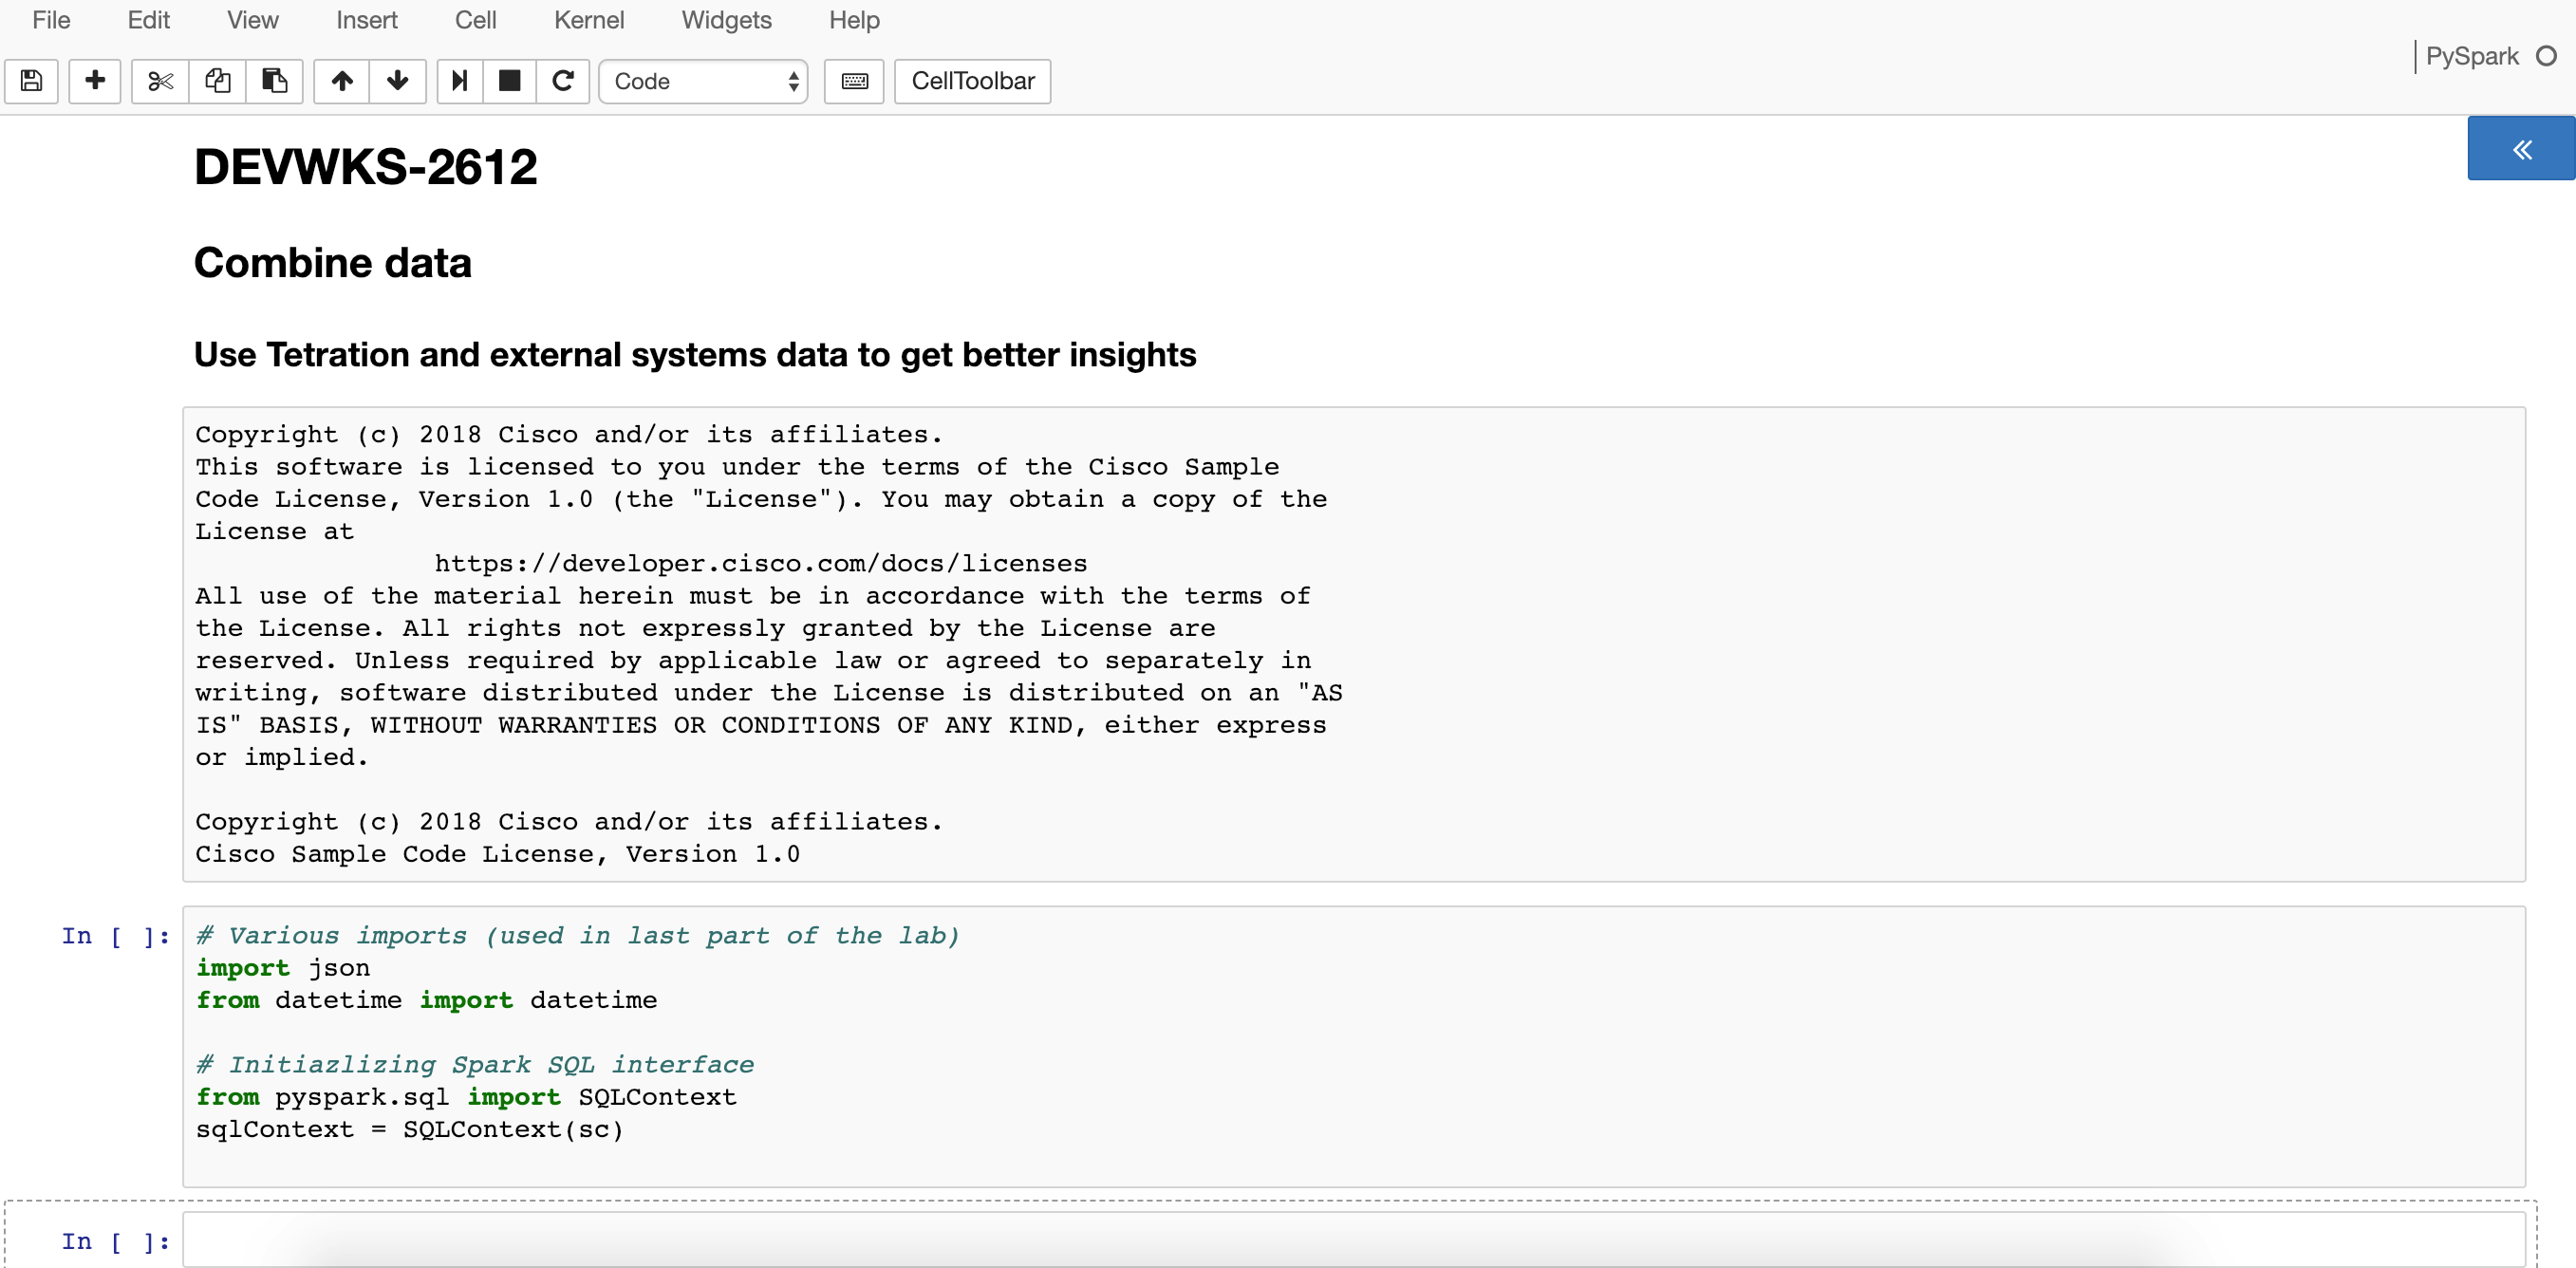 File Edit View Insert Cell Kernel Widgets Help
PySpark
Code CellToolbar
DEVWKS-2612
Combine data
Use Tetration and external systems data to get better insights
Copyright (c) 2018 Cisco and/or its affiliates.
This software is licensed to you under the terms of the Cisco Sample
Code License, Version 1.0 (the "License"). You may obtain a copy of the
License at
https://developer.cisco.com/docs/licenses
All use of the material herein must be in accordance with the terms of
the License. All rights not expressly granted by the License are
reserved. Unless required by applicable law or agreed to separately in
writing, software distributed under the License is distributed on an "AS
IS" BASIS, WITHOUT WARRANTIES OR CONDITIONS OF ANY KIND, either express
or implied.
Copyright (c) 2018 Cisco and/or its affiliates.
Cisco Sample Code License, Version 1.0
In [ ]: # Various imports (used in last part of the lab)
import json
from datetime import datetime
# Initiazlizing Spark SQL interface
from pyspark.sql import SQLContext
sqlContext = SQLContext(sc)
In [ ]: